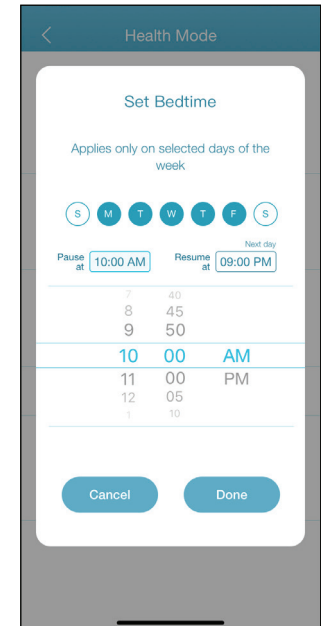 Health Mode
Set Bedtime
Applies only on selected days of the
week
S M T W T F S
Next day
Pause at 10:00 AM Resume at 09:00 PM
7 40
8 45
9 50
10 00 AM
11 00 PM
12 05
1 10
Cancel Done